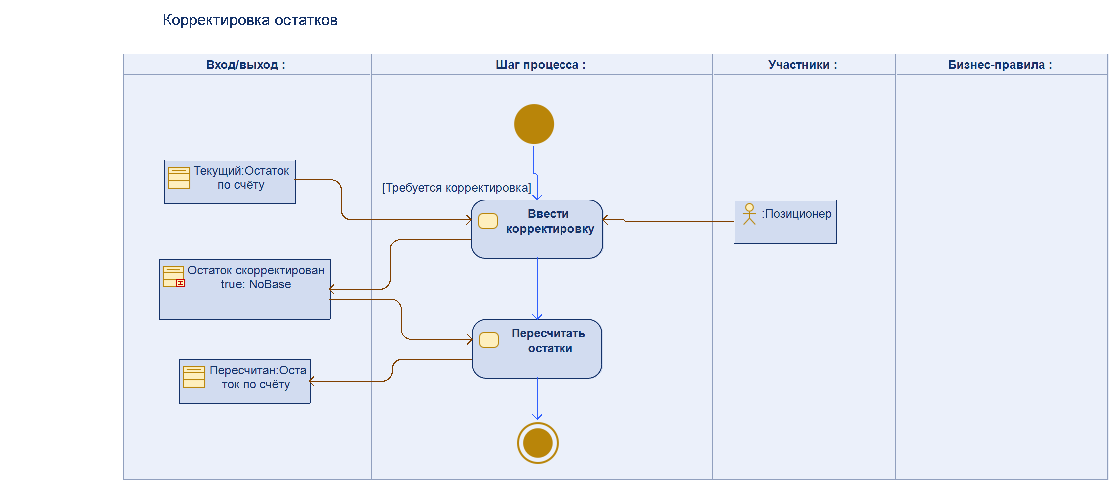 Корректировка остатков
Вход/выход :
Шаг процесса :
Участники :
Бизнес-правила :
Текущий:Остаток
по счёту
[Требуется корректировка]
Ввести
корректировку
:Позиционер
Остаток скорректирован
true: NoBase
Пересчитать
остатки
Пересчитан:Оста
ток по счёту